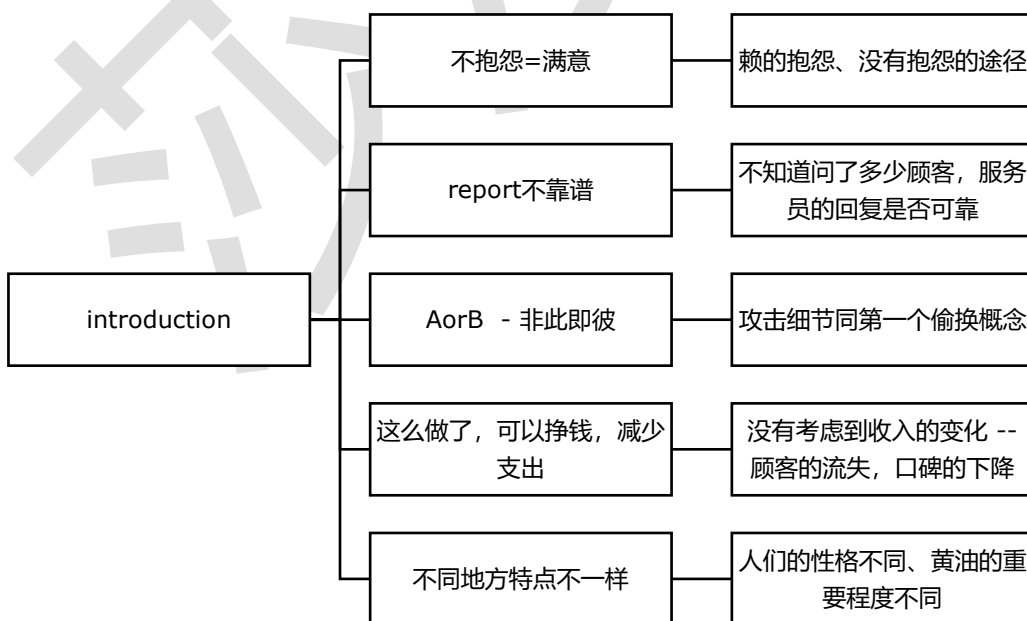 introduction
不抱怨=满意
赖的抱怨、没有抱怨的途径
report不靠谱
不知道问了多少顾客，服务
员的回复是否可靠
AorB - 非此即彼
攻击细节同第一个偷换概念
这么做了，可以挣钱，减少
支出
没有考虑到收入的变化 --
顾客的流失，口碑的下降
不同地方特点不一样
人们的性格不同、黄油的重
要程度不同